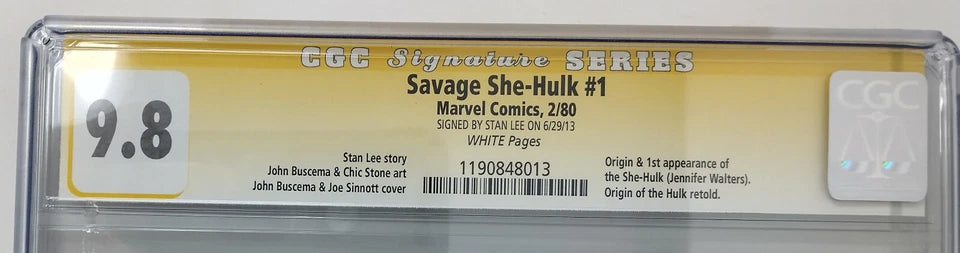 CGC Signature SERIES
Savage She-Hulk #1
Marvel Comics, 2/80
SIGNED BY STAN LEE ON 6/29/13
WHITE Pages
9.8
Stan Lee story
John Buscema & Chic Stone art
John Buscema & Joe Sinnott cover
1190848013
Origin & 1st appearance of
the She-Hulk (Jennifer Walters).
Origin of the Hulk retold.
CGC